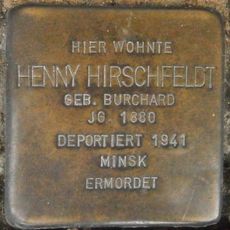 HIER WOHNTE
HENNY HIRSCHFELDT
GEB. BURCHARD
JG. 1880
DEPORTIERT 1941
MINSK
ERMORDET